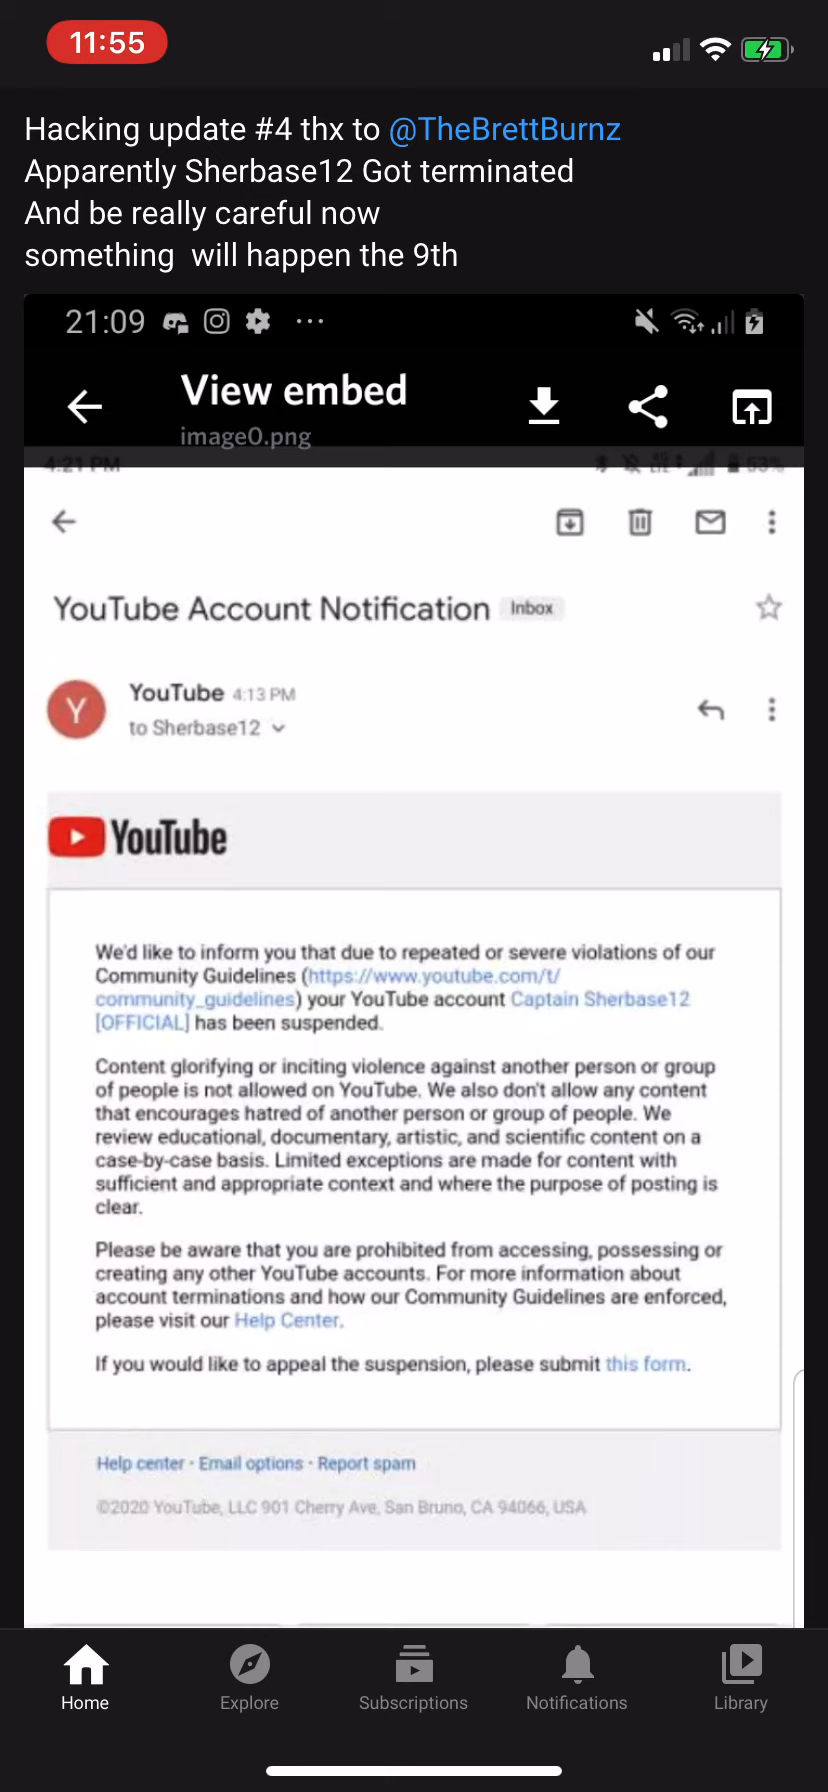 11:55
Hacking update #4 thx to @TheBrettBurnz
Apparently Sherbase12 Got terminated
And be really careful now
something  will happen the 9th
21:09
View embed
image0.png
4:21 PM 53%
YouTube Account Notification Inbox
Y YouTube 4:13 PM
to Sherbase12
YouTube
We'd like to inform you that due to repeated or severe violations of our
Community Guidelines (https://www.youtube.com/t/
community_guidelines) your YouTube account Captain Sherbase12
[OFFICIAL] has been suspended.
Content glorifying or inciting violence against another person or group
of people is not allowed on YouTube. We also don't allow any content
that encourages hatred of another person or group of people. We
review educational, documentary, artistic, and scientific content on a
case-by-case basis. Limited exceptions are made for content with
sufficient and appropriate context and where the purpose of posting is
clear.
Please be aware that you are prohibited from accessing, possessing or
creating any other YouTube accounts. For more information about
account terminations and how our Community Guidelines are enforced,
please visit our Help Center.
If you would like to appeal the suspension, please submit this form.
Help center · Email options · Report spam
©2020 YouTube, LLC 901 Cherry Ave, San Bruno, CA 94066, USA
Home Explore Subscriptions Notifications Library